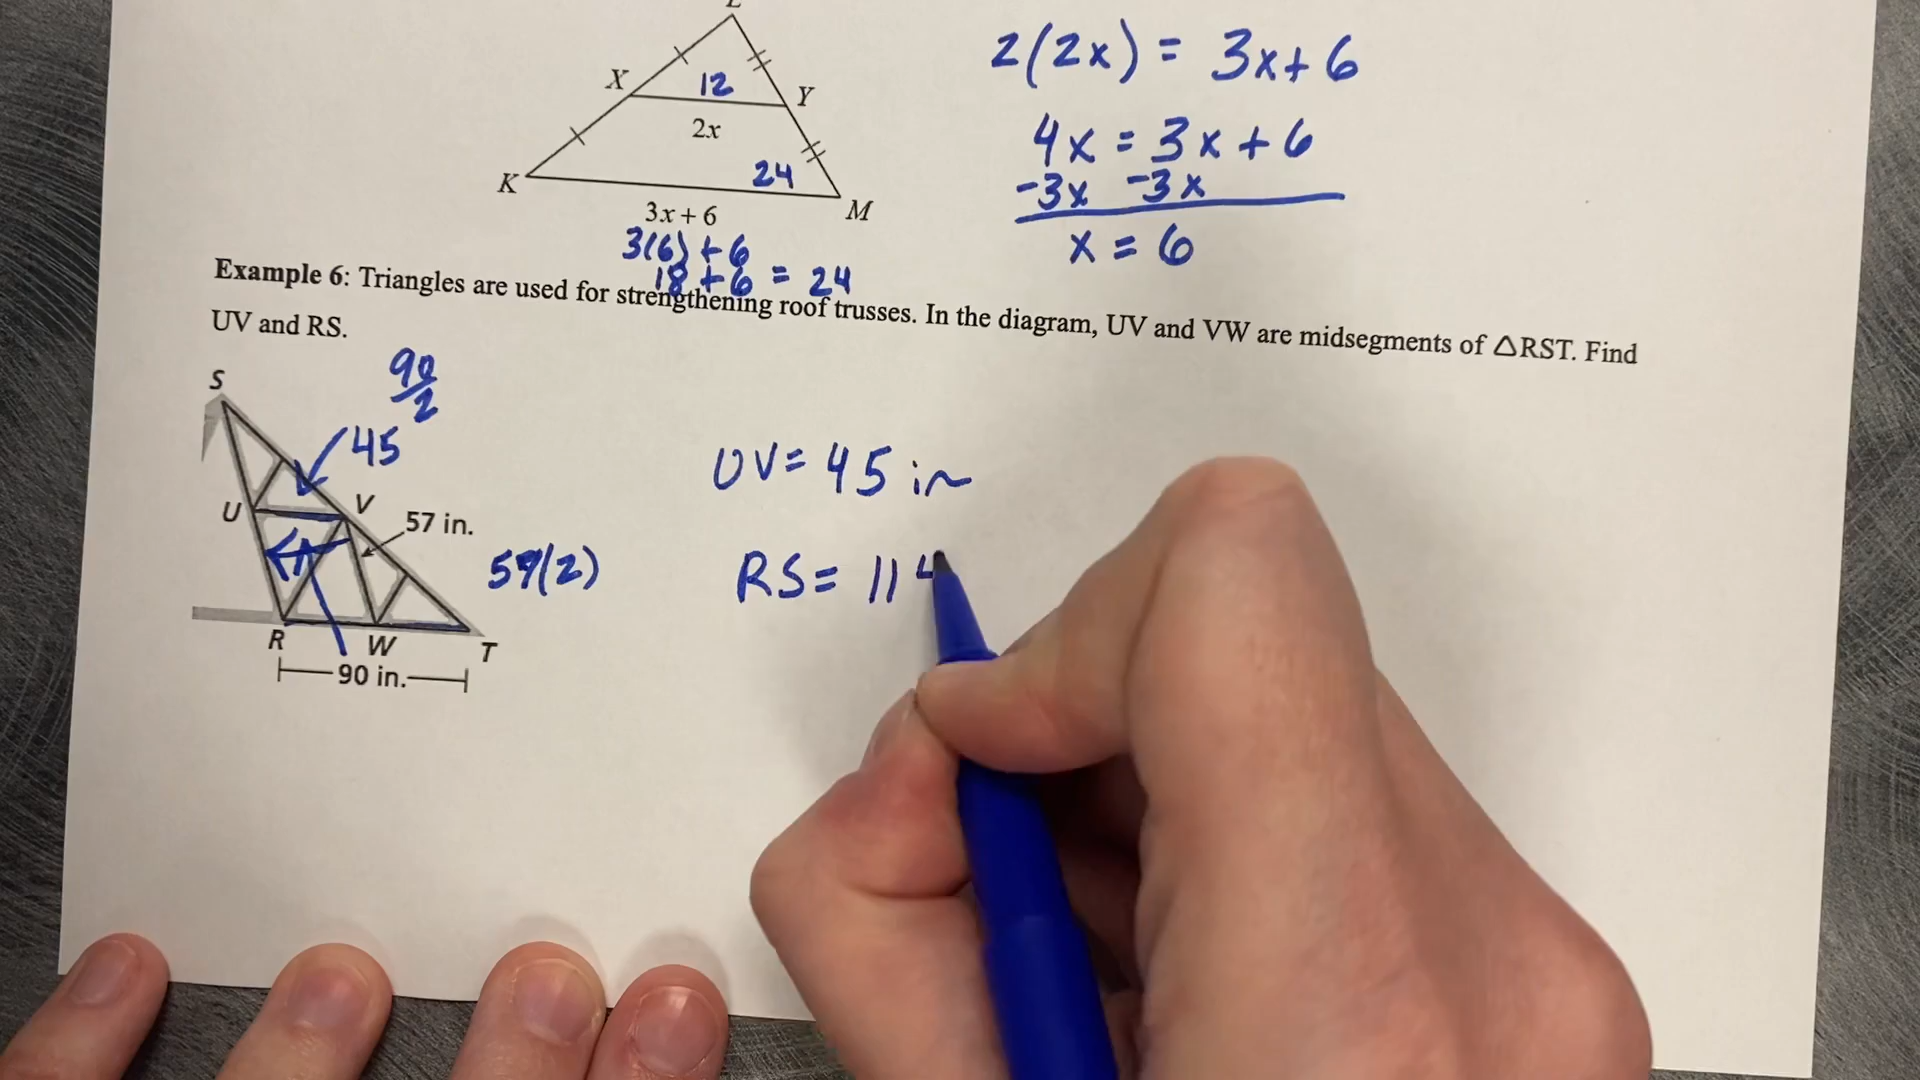 L
X
12
Y
2x
24
K
M
3x + 6
3(6) + 6
18 + 6 = 24
2(2x) = 3x + 6
4x = 3x + 6
-3x -3x
x = 6
Example 6: Triangles are used for strengthening roof trusses. In the diagram, UV and VW are midsegments of △RST. Find
UV and RS.
90
2
S
45
U
V
57 in.
57(2)
R
W
T
90 in.
UV = 45 in
RS = 114